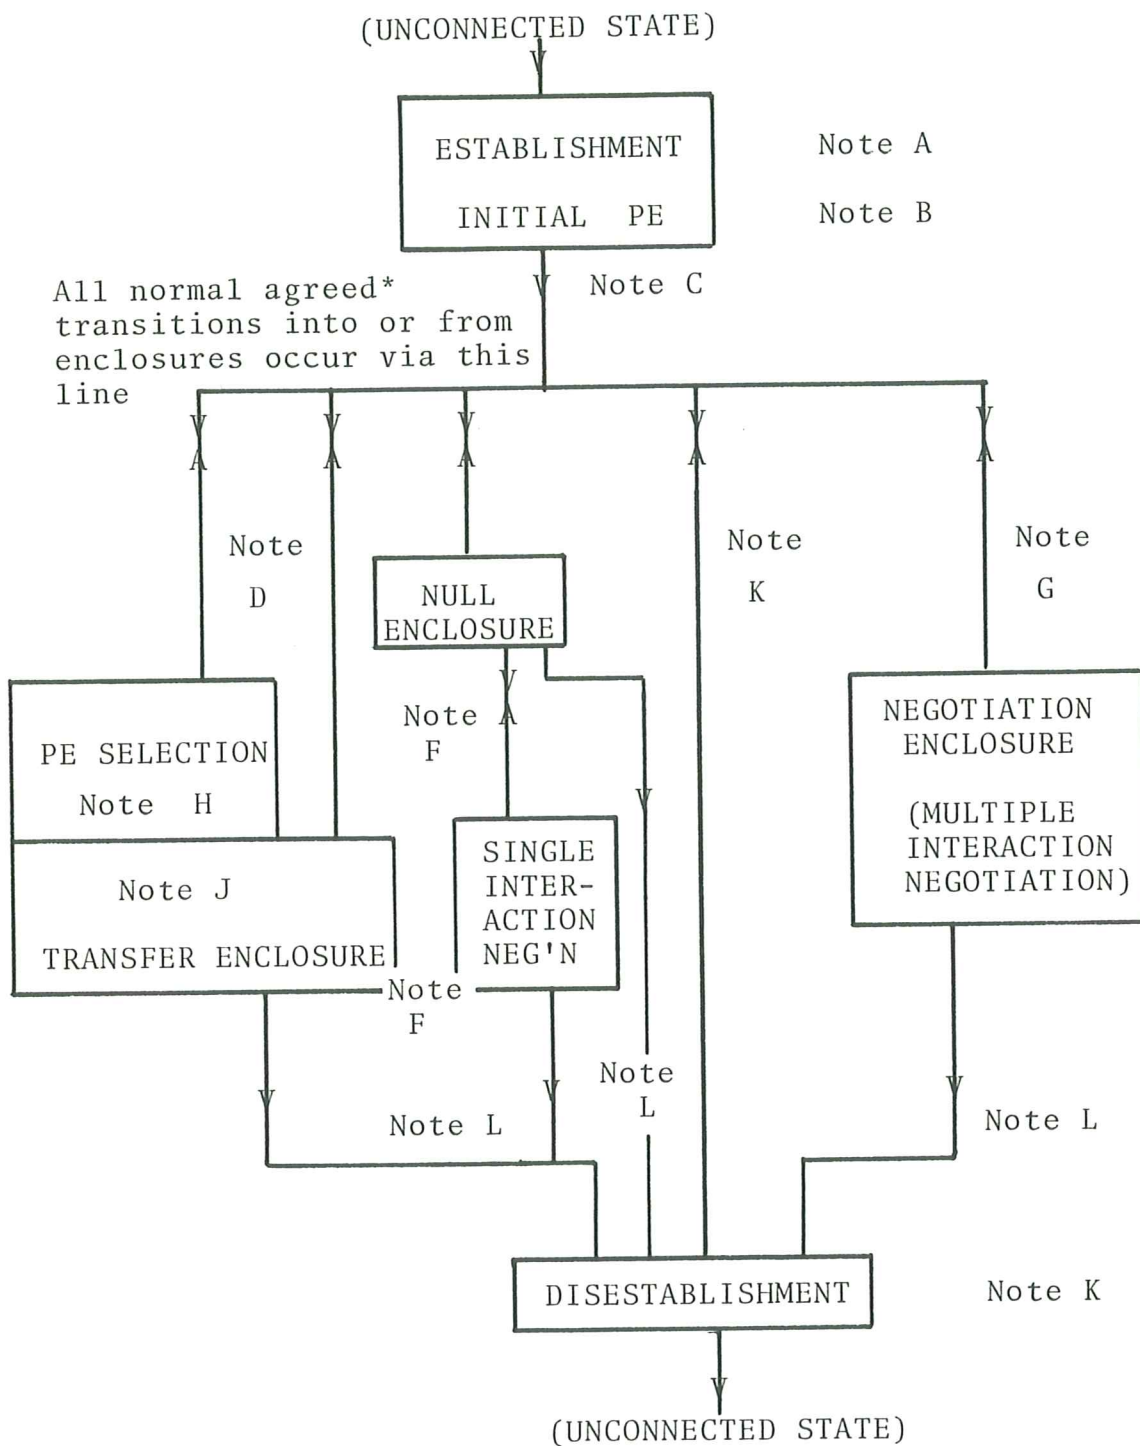 (UNCONNECTED STATE)
ESTABLISHMENT
Note A
INITIAL PE
Note B
Note C
All normal agreed*
transitions into or from
enclosures occur via this
line
Note
D
NULL
ENCLOSURE
Note
K
Note
G
Note
F
PE SELECTION
Note H
NEGOTIATION
ENCLOSURE
(MULTIPLE
INTERACTION
NEGOTIATION)
SINGLE
INTER-
ACTION
NEG'N
Note J
TRANSFER ENCLOSURE
Note
F
Note
L
Note L
Note L
DISESTABLISHMENT
Note K
(UNCONNECTED STATE)